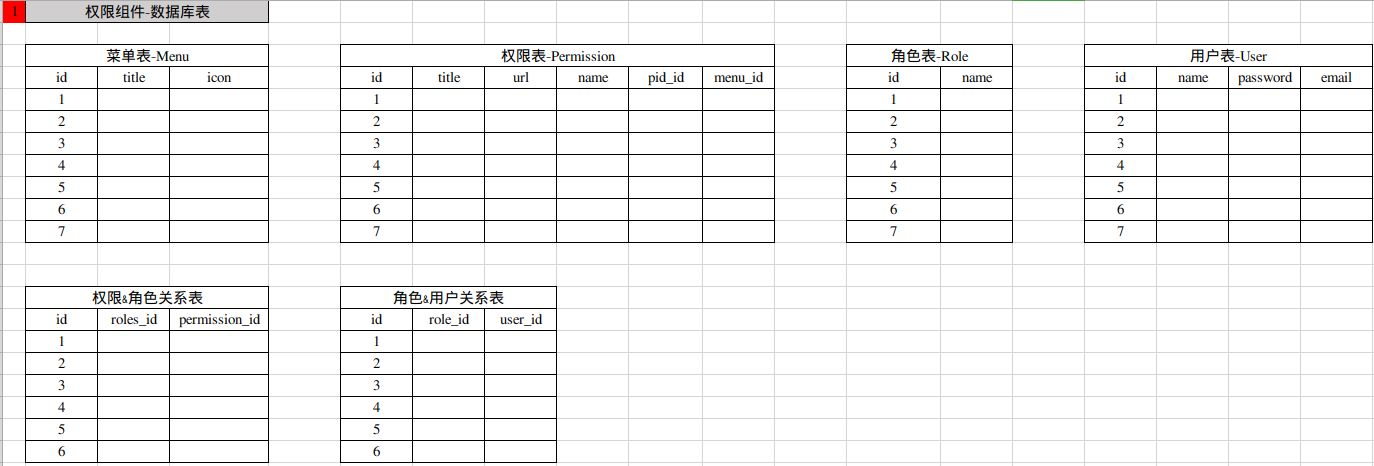 1 权限组件-数据库表
菜单表-Menu 权限表-Permission 角色表-Role 用户表-User
id title icon id title url name pid_id menu_id id name id name password email
1 1 1 1
2 2 2 2
3 3 3 3
4 4 4 4
5 5 5 5
6 6 6 6
7 7 7 7
权限&角色关系表 角色&用户关系表
id roles_id permission_id id role_id user_id
1 1
2 2
3 3
4 4
5 5
6 6